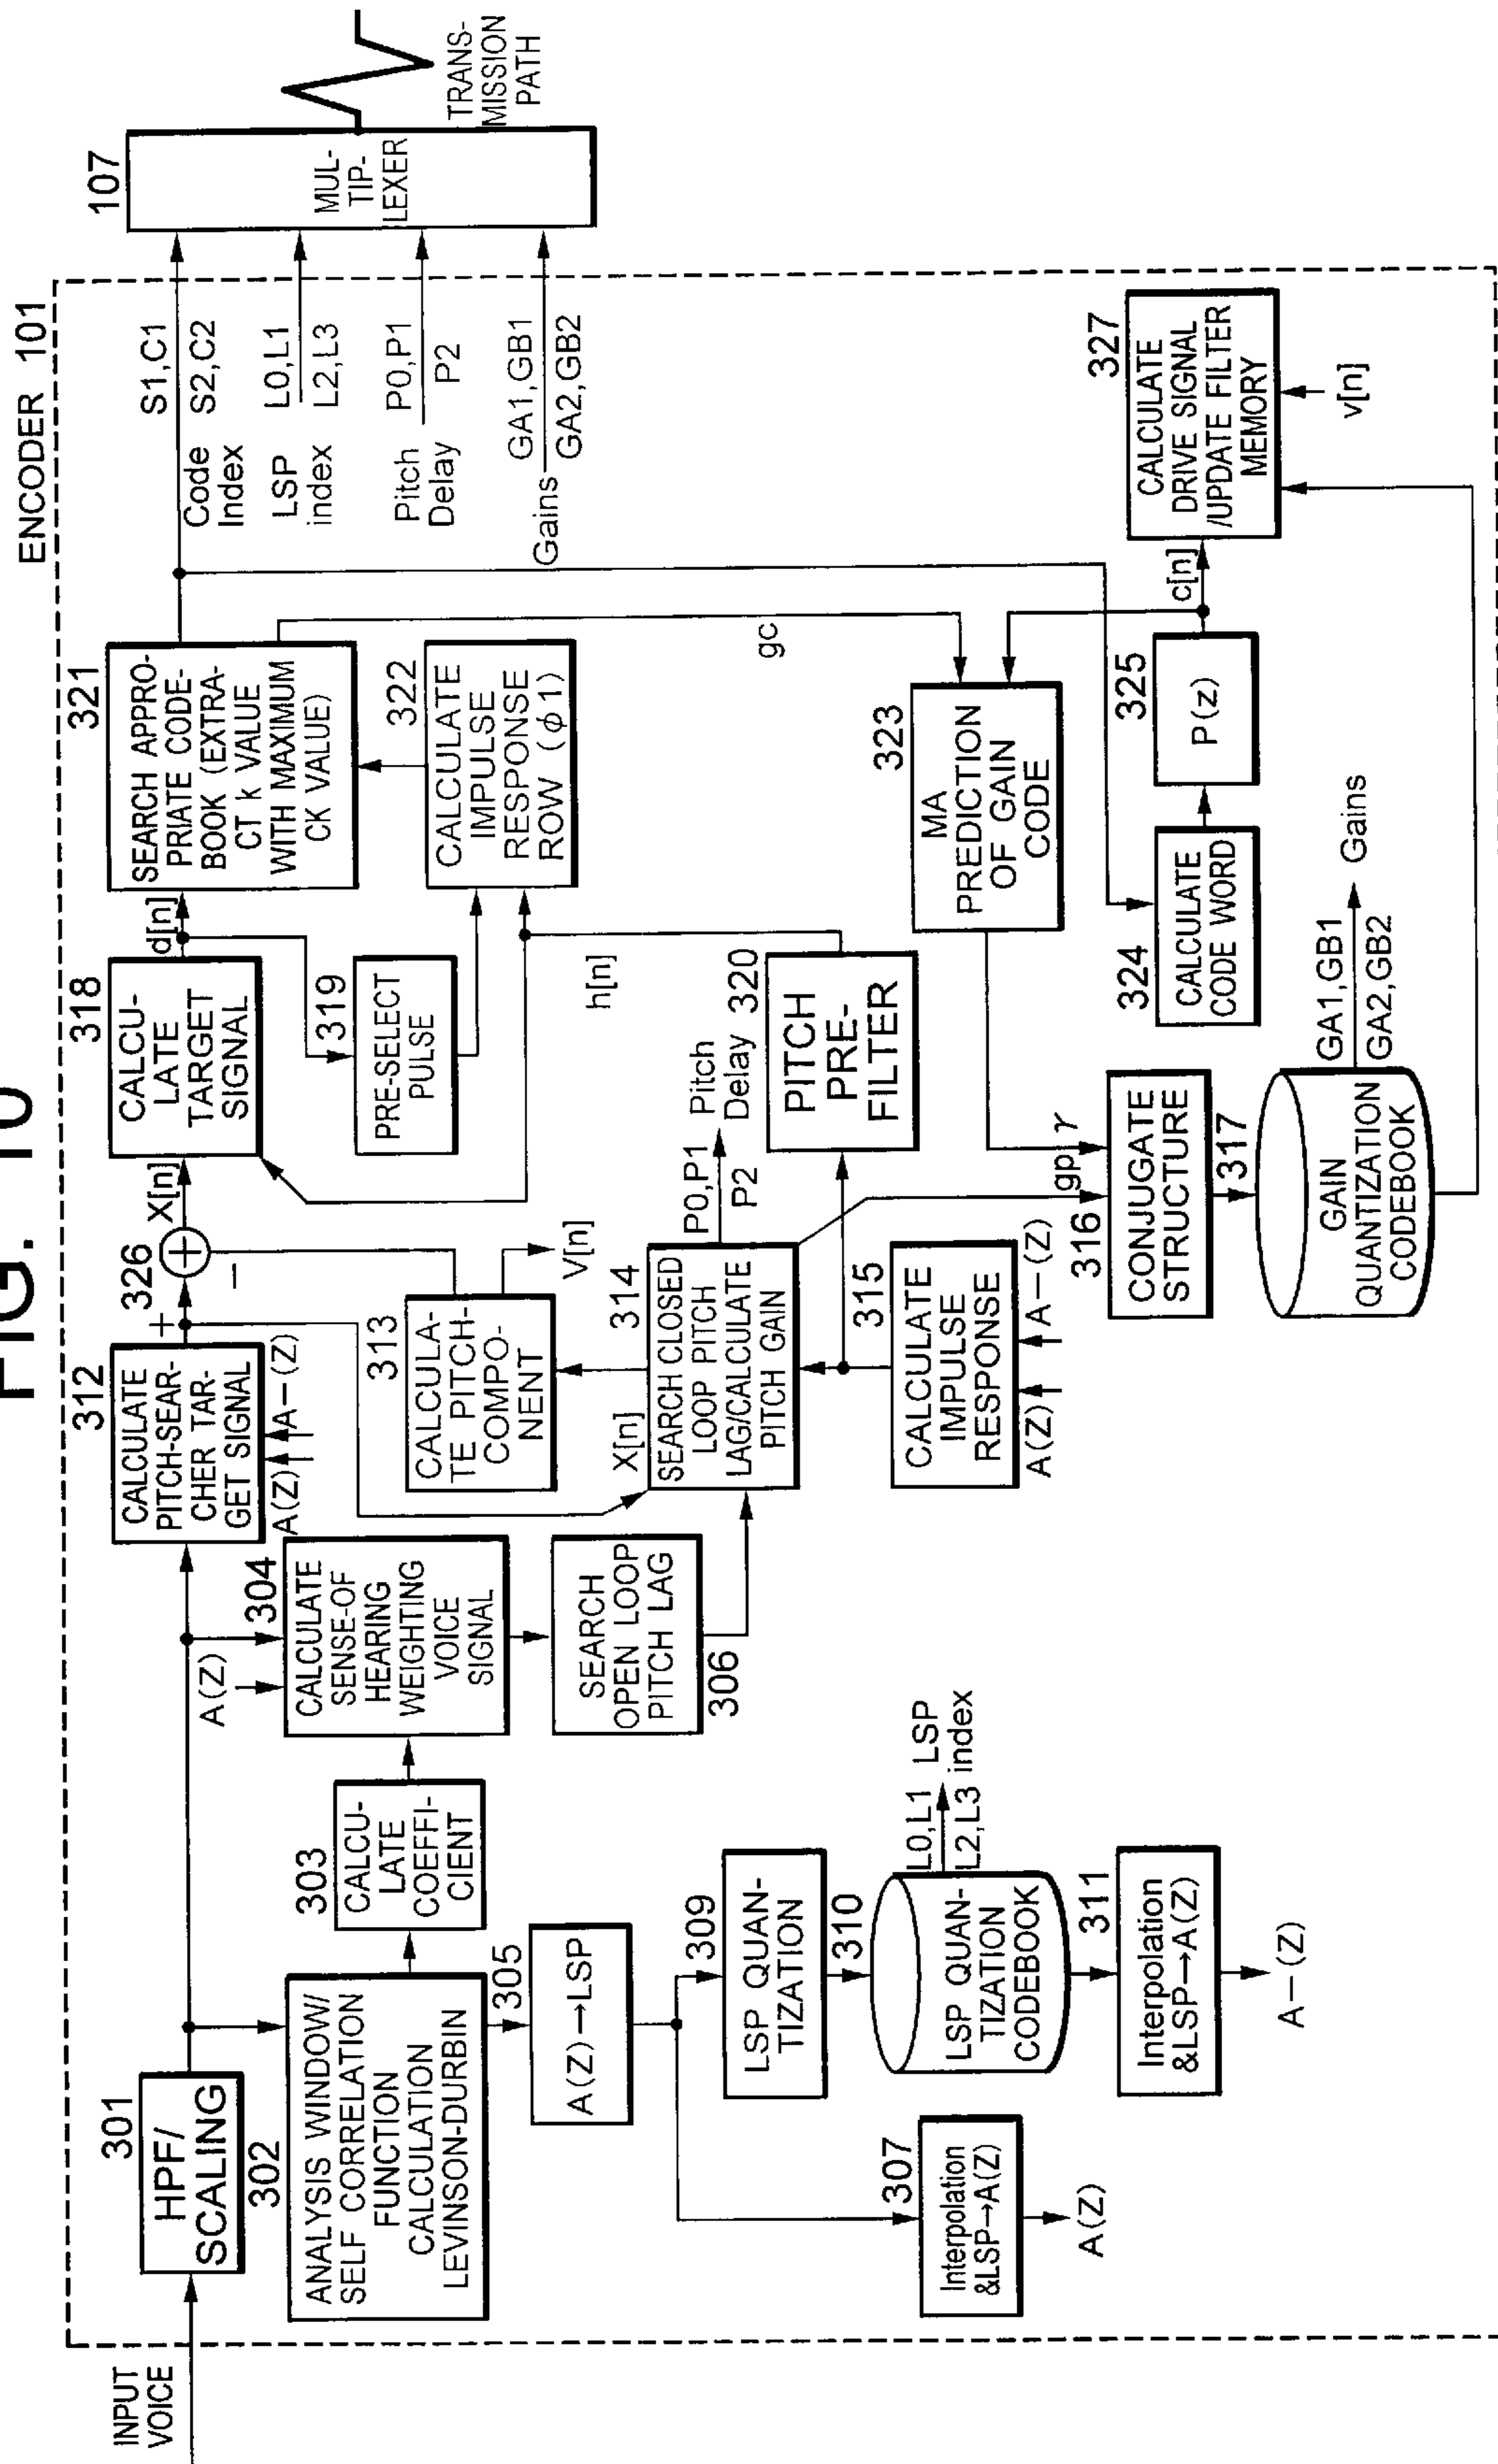 FIG. 10
ENCODER 101
INPUT
VOICE
301
HPF/
SCALING
302
ANALYSIS WINDOW/
SELF CORRELATION
FUNCTION
CALCULATION
LEVINSON-DURBIN
303
CALCU-
LATE
COEFFI-
CIENT
A(Z)
304
CALCULATE
SENSE-OF
HEARING
WEIGHTING
VOICE
SIGNAL
305
A(Z)→LSP
SEARCH
OPEN LOOP
PITCH LAG
306
307
Interpolation
&LSP→A(Z)
A(Z)
309
LSP QUAN-
TIZATION
310
LSP QUAN-
TIZATION
CODEBOOK
L0,L1 LSP
L2,L3 index
311
Interpolation
&LSP→A(Z)
A−(Z)
312
CALCULATE
PITCH-SEAR-
CHER TAR-
GET SIGNAL
A(Z)
A−(Z)
+
326
−
X[n]
313
CALCULA-
TE PITCH-
COMPO-
NENT
V[n]
X[n]
314
SEARCH CLOSED
LOOP PITCH
LAG/CALCULATE
PITCH GAIN
P0,P1 Pitch
P2 Delay
315
CALCULATE
IMPULSE
RESPONSE
A(Z)
A−(Z)
gp γ
316
CONJUGATE
STRUCTURE
317
GAIN
QUANTIZATION
CODEBOOK
GA1,GB1
GA2,GB2
Gains
318
CALCU-
LATE
TARGET
SIGNAL
d[n]
319
PRE-SELECT
PULSE
h[n]
320
PITCH
PRE-
FILTER
321
SEARCH APPRO-
PRIATE CODE-
BOOK (EXTRA-
CT k VALUE
WITH MAXIMUM
CK VALUE)
322
CALCULATE
IMPULSE
RESPONSE
ROW (φ1)
gc
323
MA
PREDICTION
OF GAIN
CODE
324
CALCULATE
CODE WORD
325
P(z)
c[n]
327
CALCULATE
DRIVE SIGNAL
/UPDATE FILTER
MEMORY
v[n]
Code S1,C1
Index S2,C2
LSP L0,L1
index L2,L3
Pitch P0,P1
Delay P2
Gains GA1,GB1
GA2,GB2
107
MUL-
TIP-
LEXER
TRANS-
MISSION
PATH